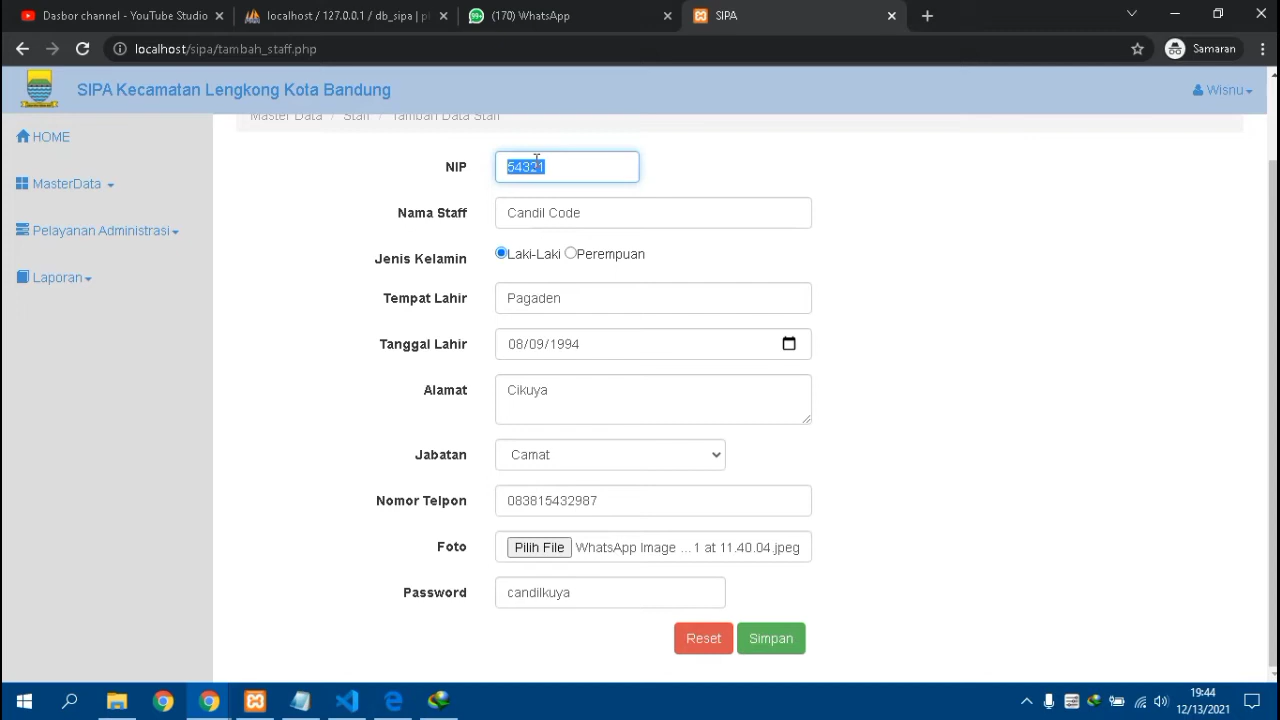 Dasbor channel - YouTube Studio
localhost / 127.0.0.1 / db_sipa | pl
(170) WhatsApp
SIPA
localhost/sipa/tambah_staff.php
Samaran
SIPA Kecamatan Lengkong Kota Bandung
Wisnu
Master Data / Staff / Tambah Data Staff
HOME
MasterData
Pelayanan Administrasi
Laporan
NIP 54321
Nama Staff Candil Code
Jenis Kelamin Laki-Laki Perempuan
Tempat Lahir Pagaden
Tanggal Lahir 08/09/1994
Alamat Cikuya
Jabatan Camat
Nomor Telpon 083815432987
Foto Pilih File WhatsApp Image ...1 at 11.40.04.jpeg
Password candilkuya
Reset Simpan
19:44
12/13/2021